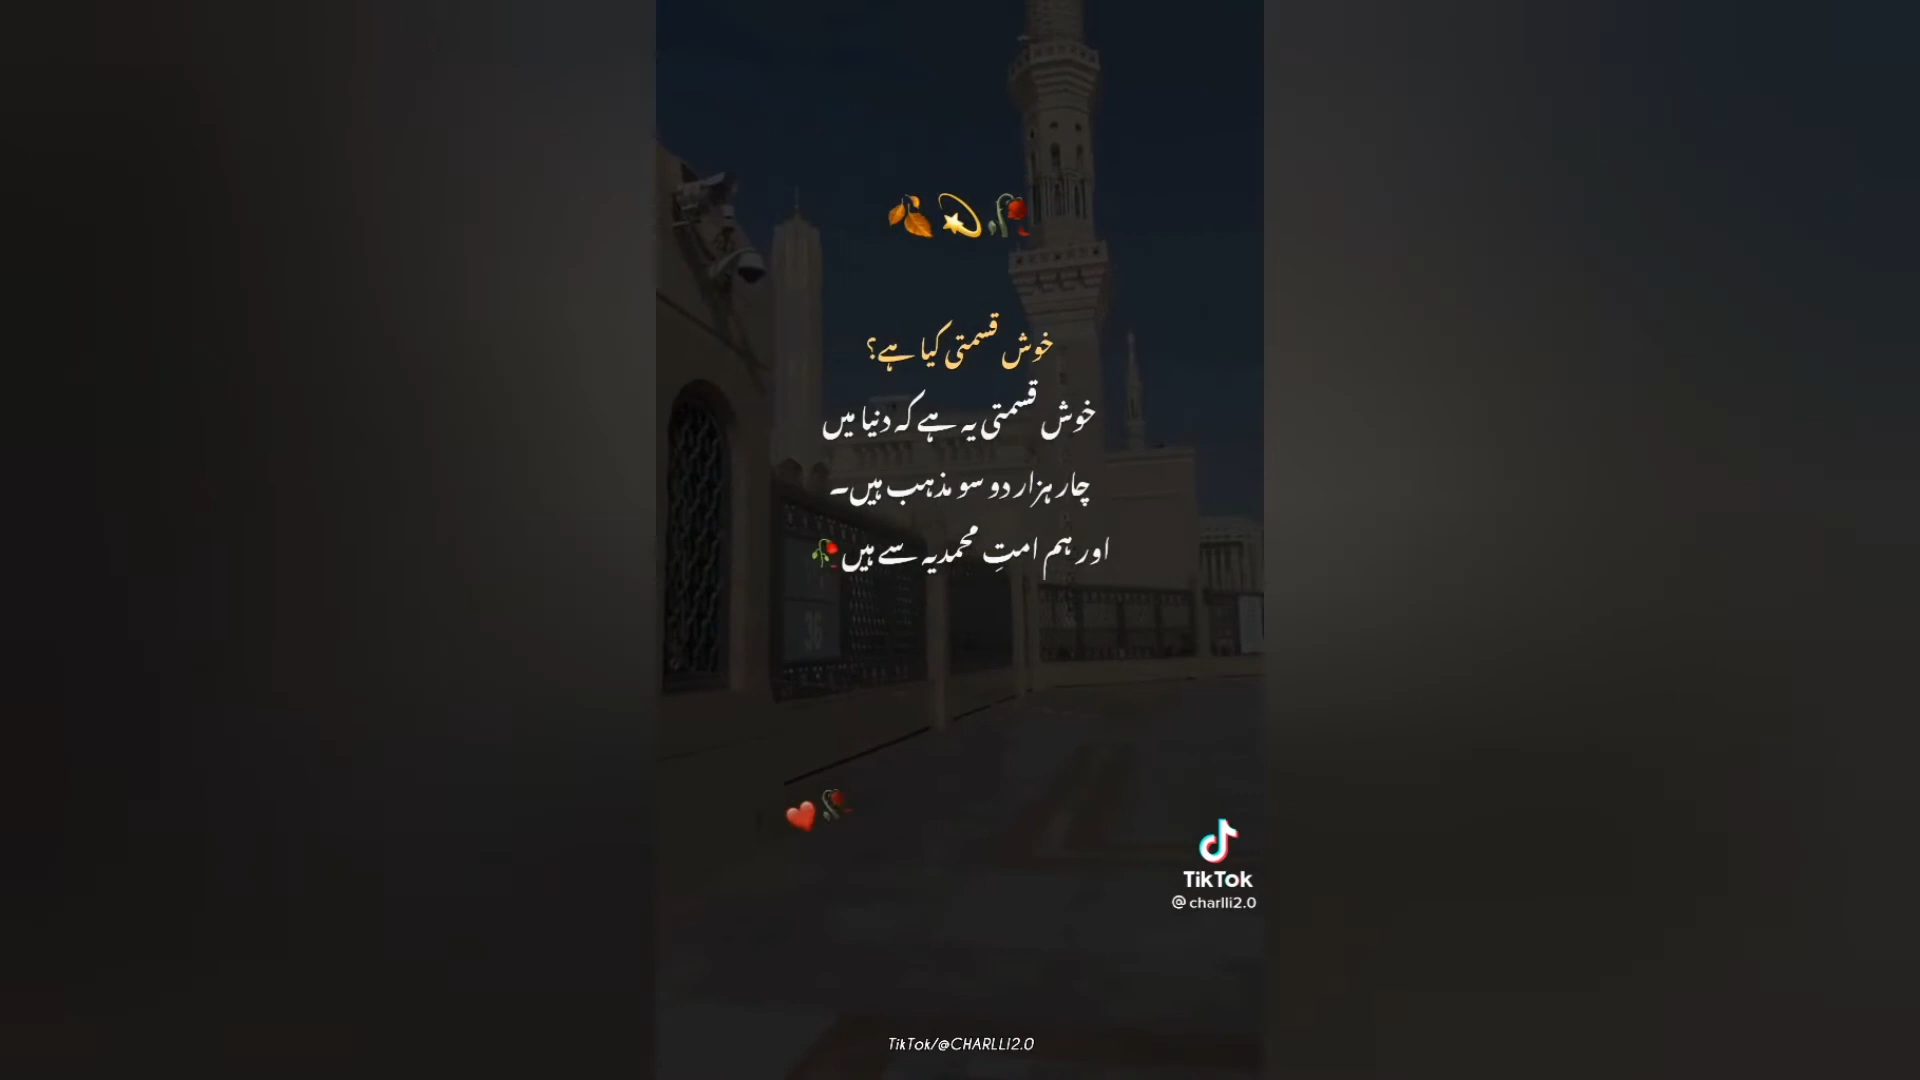 خوش قسمتی کیا ہے؟
خوش قسمتی یہ ہے کہ دنیا میں
چار ہزار دو سو مذہب ہیں۔
اور ہم امتِ محمدیہ سے ہیں
36
TikTok
@charlli2.0
TikTok/@CHARLLI2.0